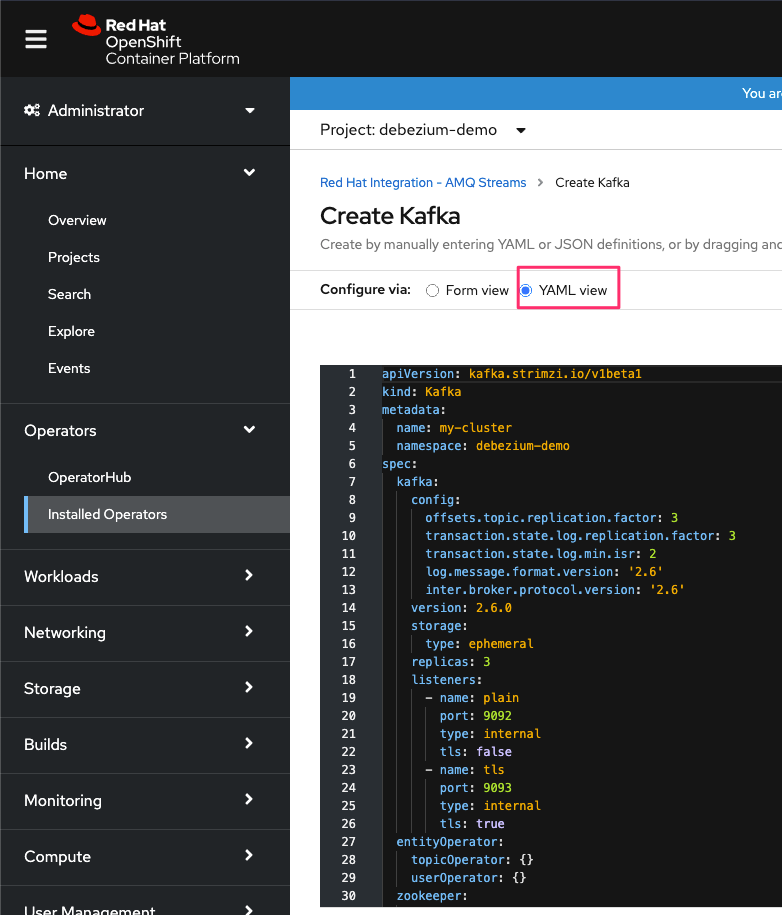 Red Hat
OpenShift
Container Platform
Administrator
Home
Overview
Projects
Search
Explore
Events
Operators
OperatorHub
Installed Operators
Workloads
Networking
Storage
Builds
Monitoring
Compute
User Management
You are
Project: debezium-demo
Red Hat Integration - AMQ Streams > Create Kafka
Create Kafka
Create by manually entering YAML or JSON definitions, or by dragging and
Configure via: Form view YAML view
1 apiVersion: kafka.strimzi.io/v1beta1
2 kind: Kafka
3 metadata:
4 name: my-cluster
5 namespace: debezium-demo
6 spec:
7 kafka:
8 config:
9 offsets.topic.replication.factor: 3
10 transaction.state.log.replication.factor: 3
11 transaction.state.log.min.isr: 2
12 log.message.format.version: '2.6'
13 inter.broker.protocol.version: '2.6'
14 version: 2.6.0
15 storage:
16 type: ephemeral
17 replicas: 3
18 listeners:
19 - name: plain
20 port: 9092
21 type: internal
22 tls: false
23 - name: tls
24 port: 9093
25 type: internal
26 tls: true
27 entityOperator:
28 topicOperator: {}
29 userOperator: {}
30 zookeeper: